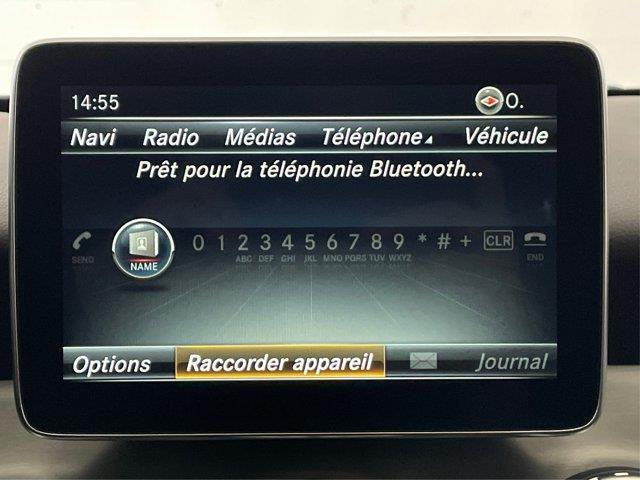 14:55 O.
Navi Radio Médias Téléphone Véhicule
Prêt pour la téléphonie Bluetooth...
SEND NAME 0 1 2 3 4 5 6 7 8 9 * # + CLR END
ABC DEF GHI JKL MNO PQRS TUV WXYZ
Options Raccorder appareil Journal